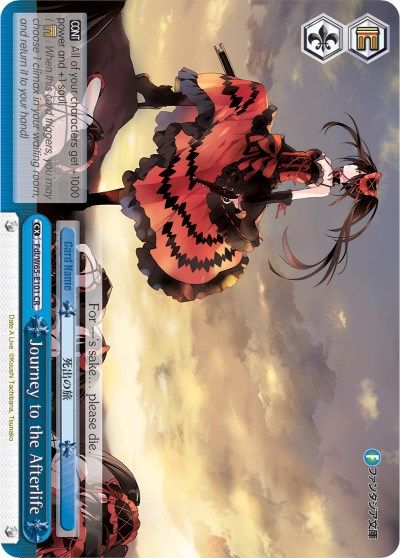 CONT All of your characters get -1000
power and +1 soul.
When this card triggers, you may
choose 1 climax in your waiting room,
and return it to your hand)
For ...'s sake... please die.
Card Name
死出の旅
CX
Journey to the Afterlife
Date A Live ©Koushi Tachibana, Tsunako
F ファンタジア文庫